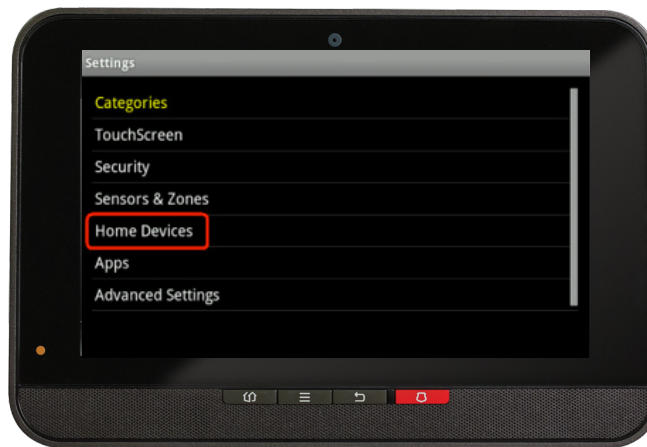 Settings
Categories
TouchScreen
Security
Sensors & Zones
Home Devices
Apps
Advanced Settings